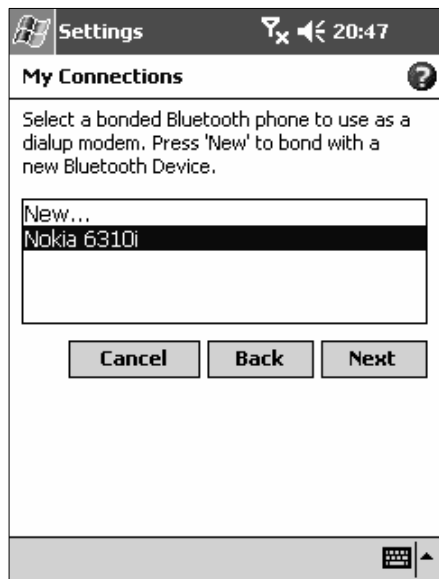 Settings 20:47
My Connections
Select a bonded Bluetooth phone to use as a
dialup modem. Press 'New' to bond with a
new Bluetooth Device.
New...
Nokia 6310i
Cancel Back Next